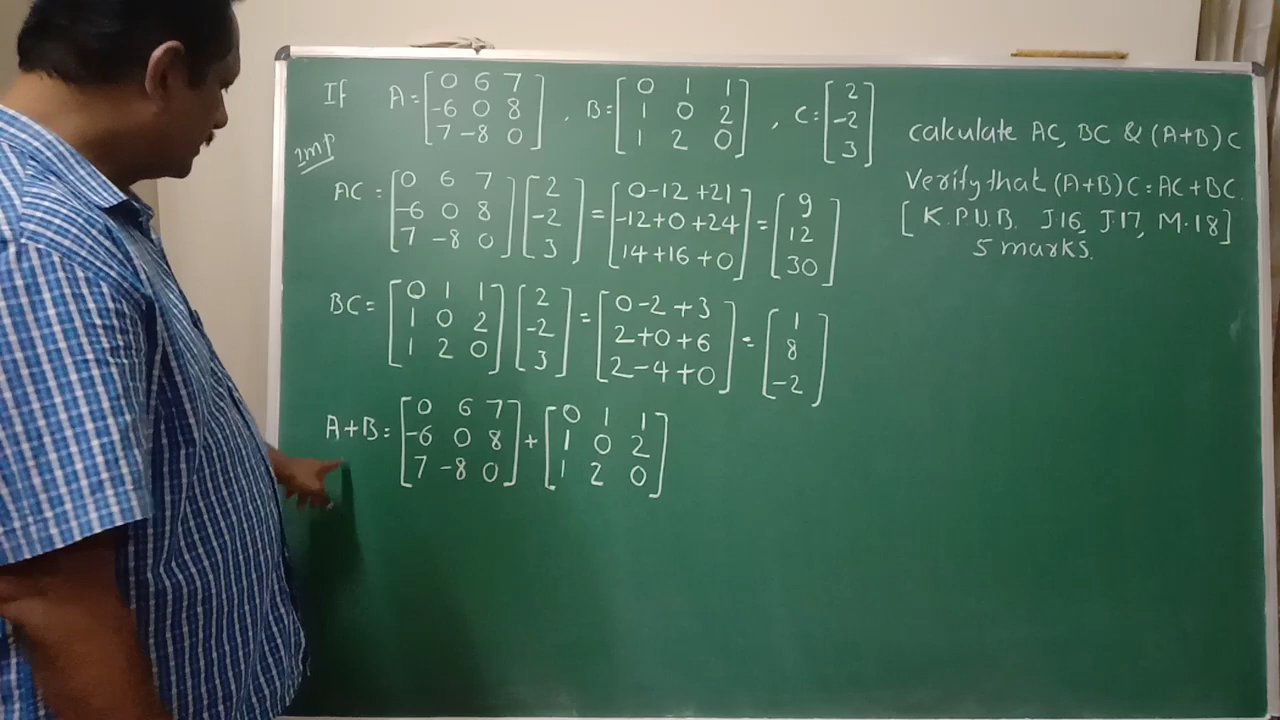 If A = [0 6 7 -6 0 8 7 -8 0], B = [0 1 1 1 0 2 1 2 0], C = [2 -2 3]
calculate AC, BC & (A+B)C
Verify that (A+B)C = AC+BC.
[K.P.U.B. J.16, J.17, M.18]
5 marks.
Imp
AC = [0 6 7 -6 0 8 7 -8 0] [2 -2 3] = [0-12+21 -12+0+24 14+16+0] = [9 12 30]
BC = [0 1 1 1 0 2 1 2 0] [2 -2 3] = [0-2+3 2+0+6 2-4+0] = [1 8 -2]
A+B = [0 6 7 -6 0 8 7 -8 0] + [0 1 1 1 0 2 1 2 0]